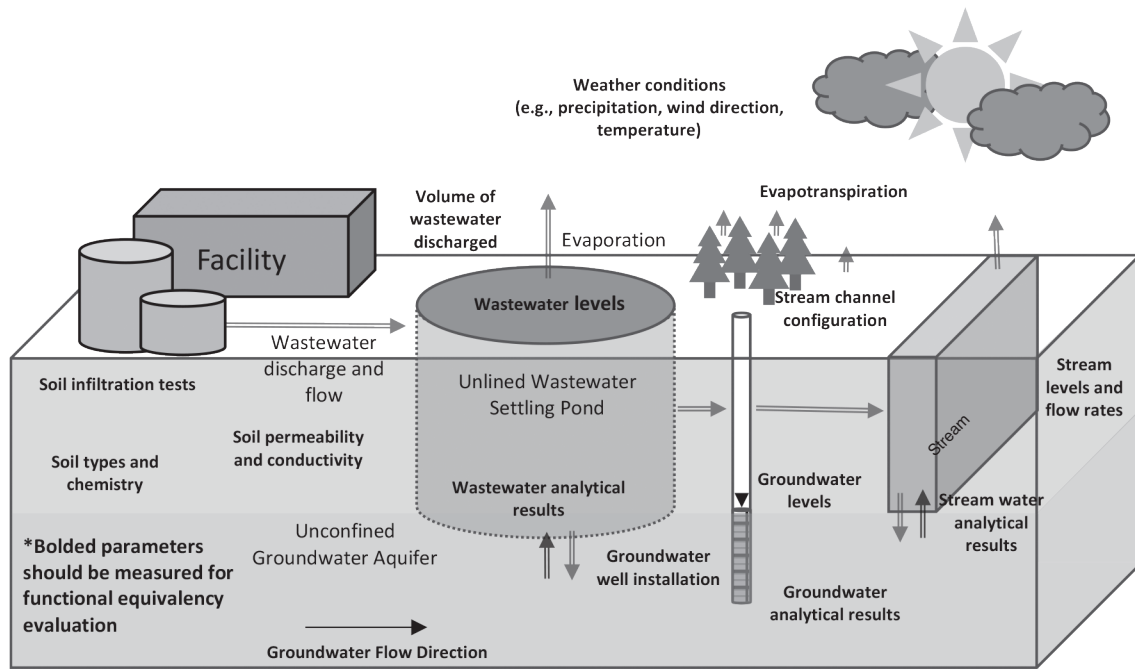 Weather conditions
(e.g., precipitation, wind direction,
temperature)
Volume of
wastewater
discharged
Evapotranspiration
Evaporation
Facility
Wastewater levels
Stream channel
configuration
Wastewater
discharge and
flow
Unlined Wastewater
Settling Pond
Stream
levels and
flow rates
Soil infiltration tests
Soil permeability
and conductivity
Stream
Soil types and
chemistry
Wastewater analytical
results
Groundwater
levels
Stream water
analytical
results
Unconfined
Groundwater Aquifer
*Bolded parameters
should be measured for
functional equivalency
evaluation
Groundwater
well installation
Groundwater
analytical results
Groundwater Flow Direction